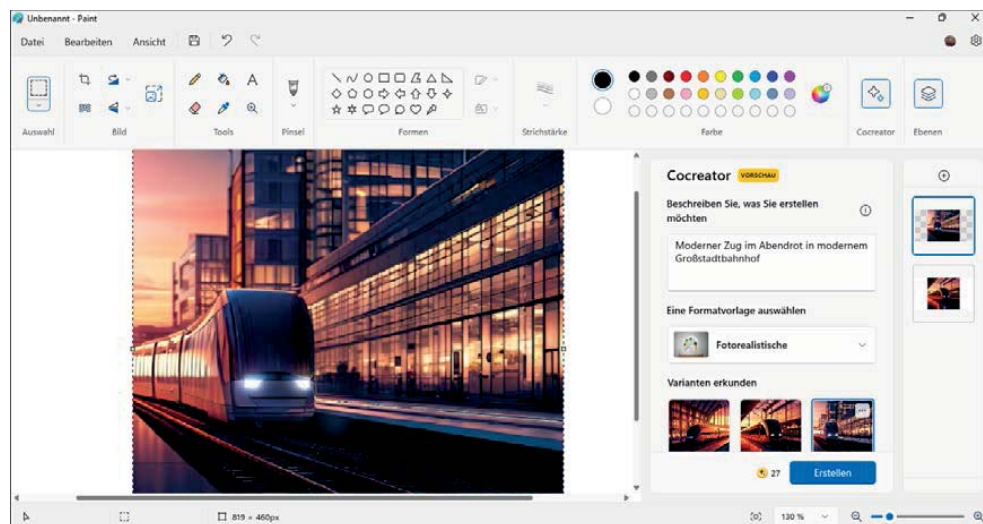 Unbenannt - Paint
Datei Bearbeiten Ansicht
Auswahl Bild Tools Pinsel Formen Strichstärke Farbe Cocreator Ebenen
Cocreator VORSCHAU
Beschreiben Sie, was Sie erstellen
möchten
Moderner Zug im Abendrot in modernem
Großstadtbahnhof
Eine Formatvorlage auswählen
Fotorealistische
Varianten erkunden
27 Erstellen
819 × 460px 130 %